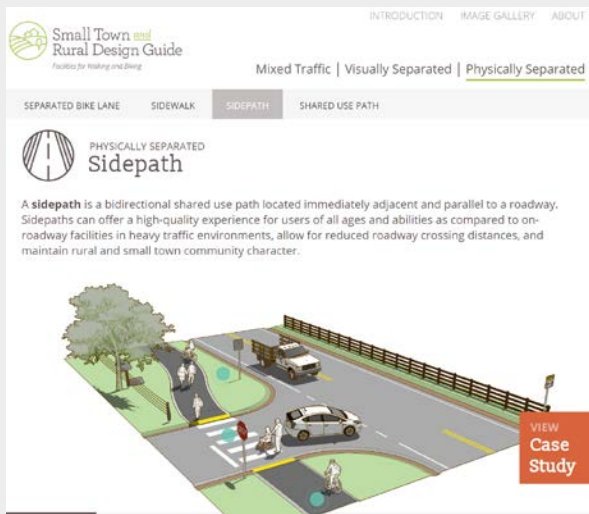 INTRODUCTION IMAGE GALLERY ABOUT
Small Town and
Rural Design Guide
Facilities for Walking and Biking
Mixed Traffic | Visually Separated | Physically Separated
SEPARATED BIKE LANE SIDEWALK SIDEPATH SHARED USE PATH
PHYSICALLY SEPARATED
Sidepath
A sidepath is a bidirectional shared use path located immediately adjacent and parallel to a roadway.
Sidepaths can offer a high-quality experience for users of all ages and abilities as compared to on-
roadway facilities in heavy traffic environments, allow for reduced roadway crossing distances, and
maintain rural and small town community character.
VIEW
Case
Study